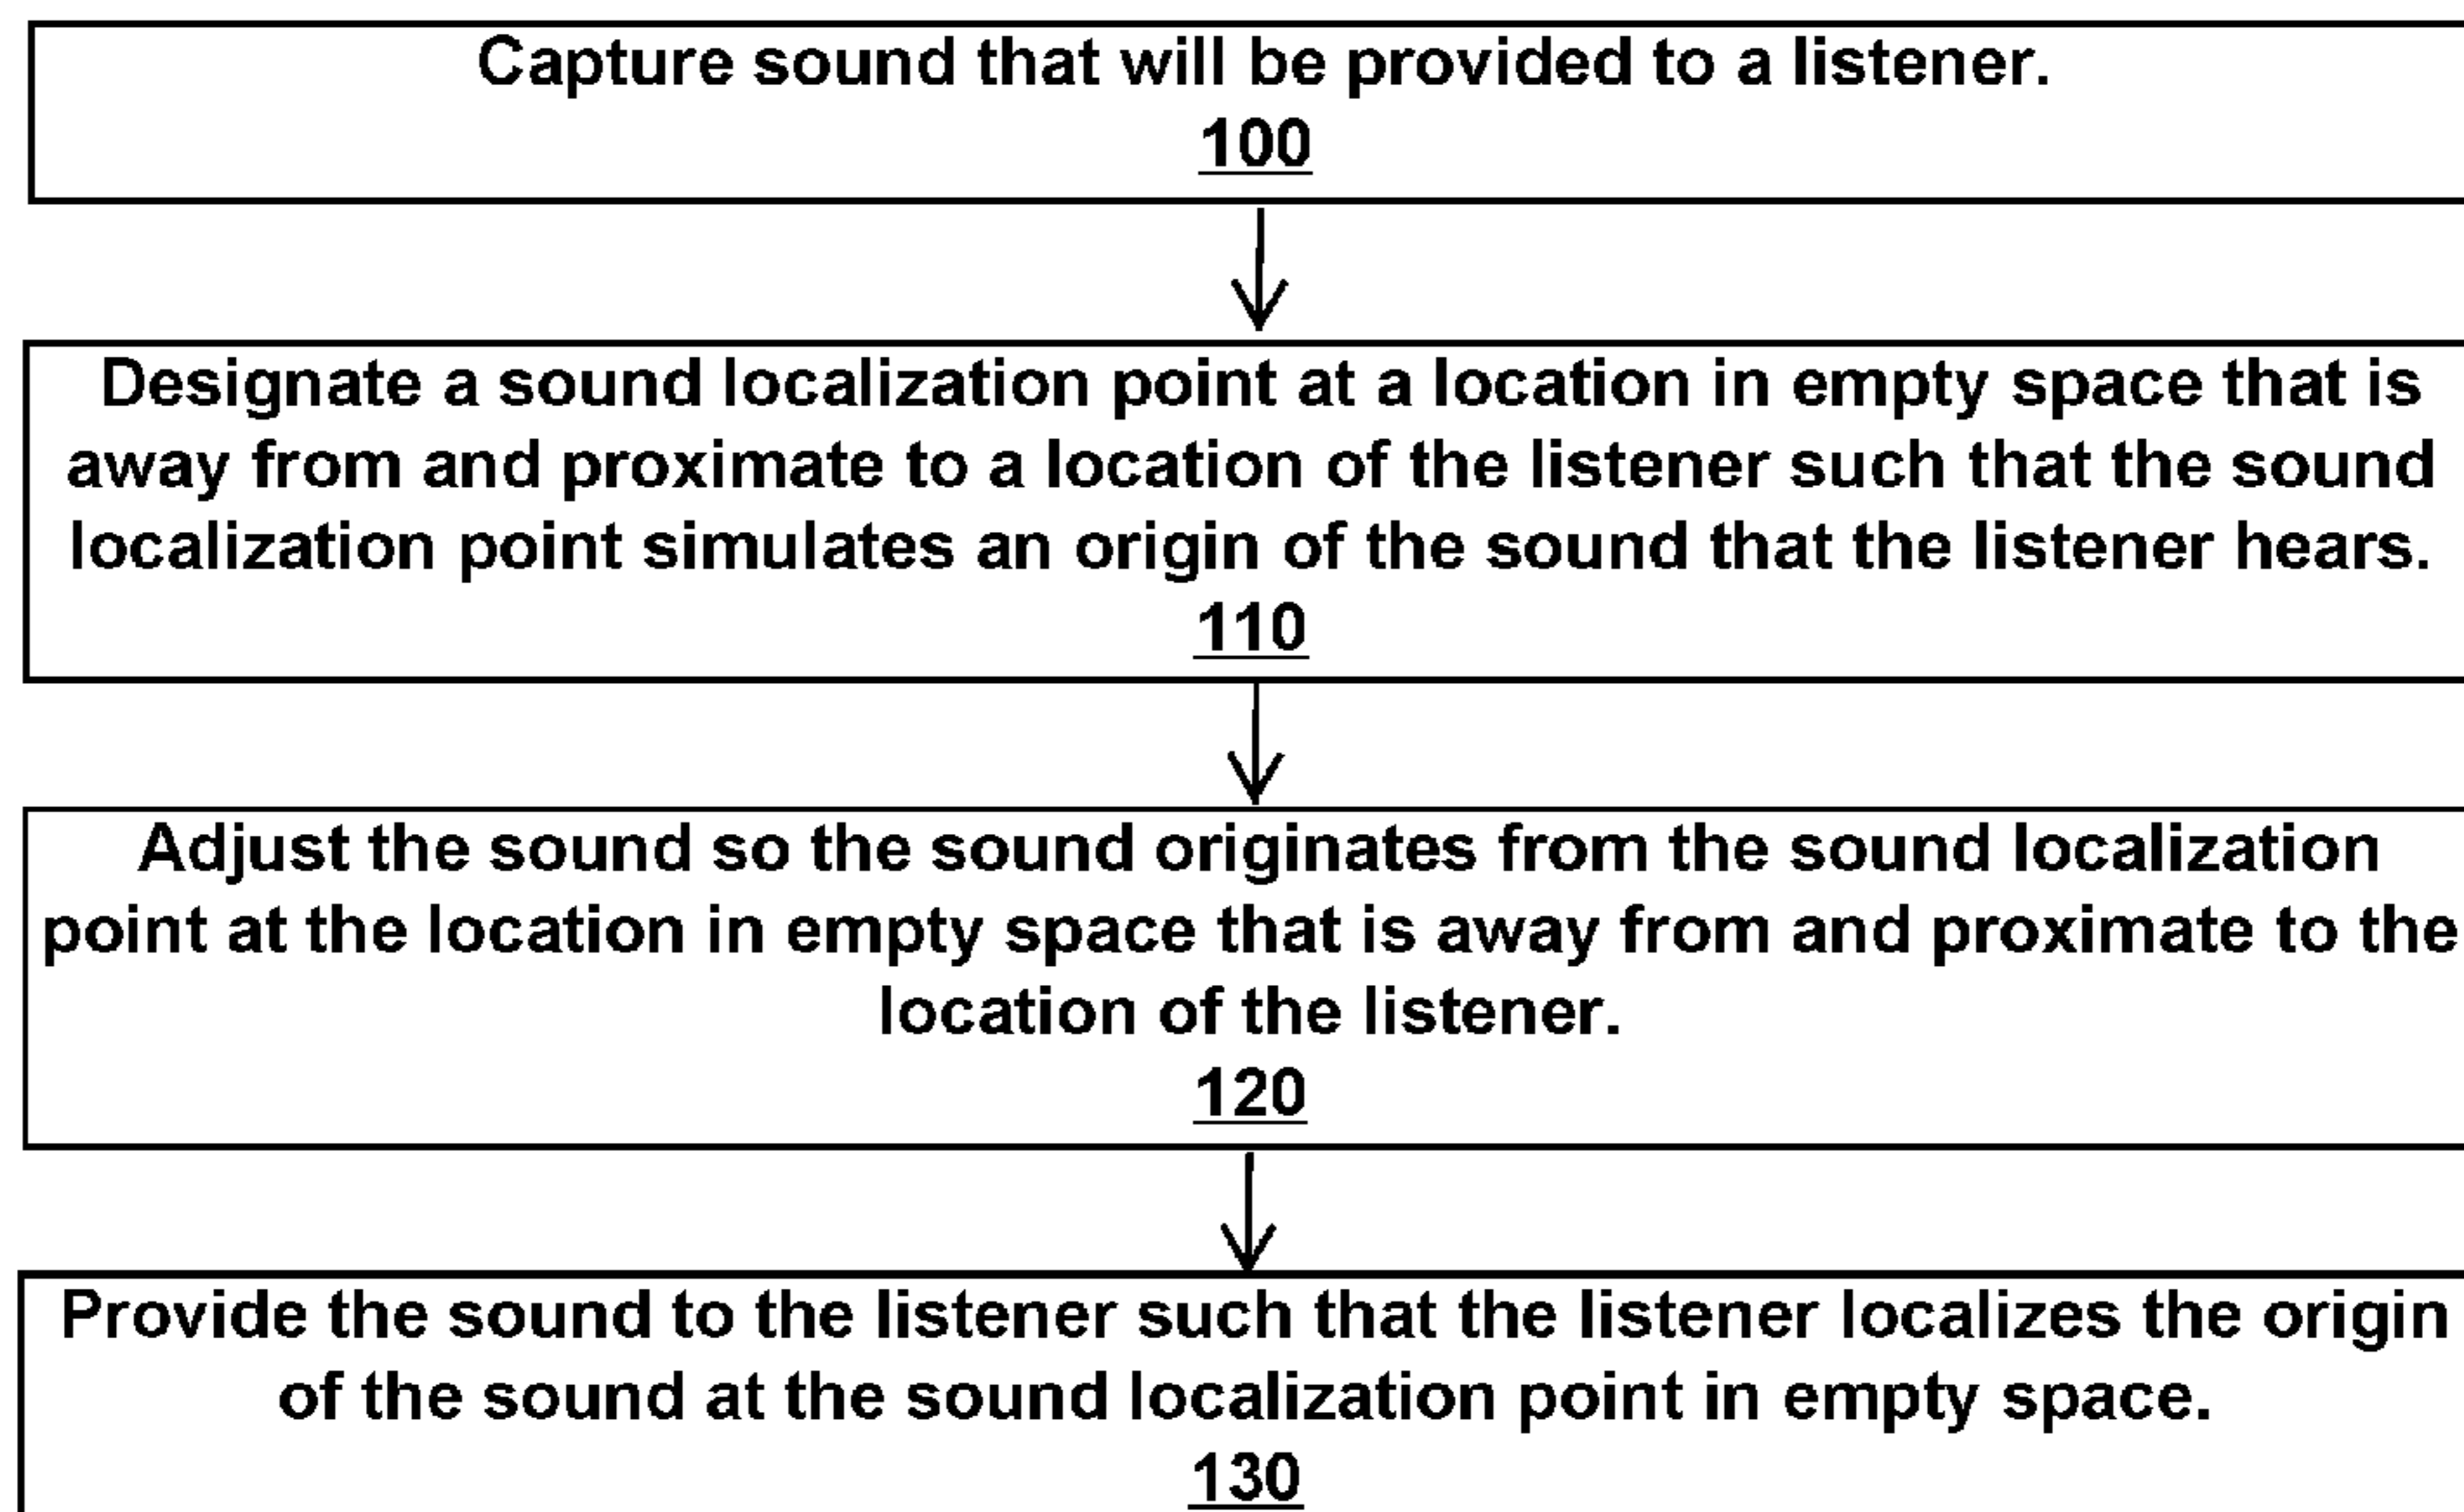 Capture sound that will be provided to a listener.
100
Designate a sound localization point at a location in empty space that is
away from and proximate to a location of the listener such that the sound
localization point simulates an origin of the sound that the listener hears.
110
Adjust the sound so the sound originates from the sound localization
point at the location in empty space that is away from and proximate to the
location of the listener.
120
Provide the sound to the listener such that the listener localizes the origin
of the sound at the sound localization point in empty space.
130